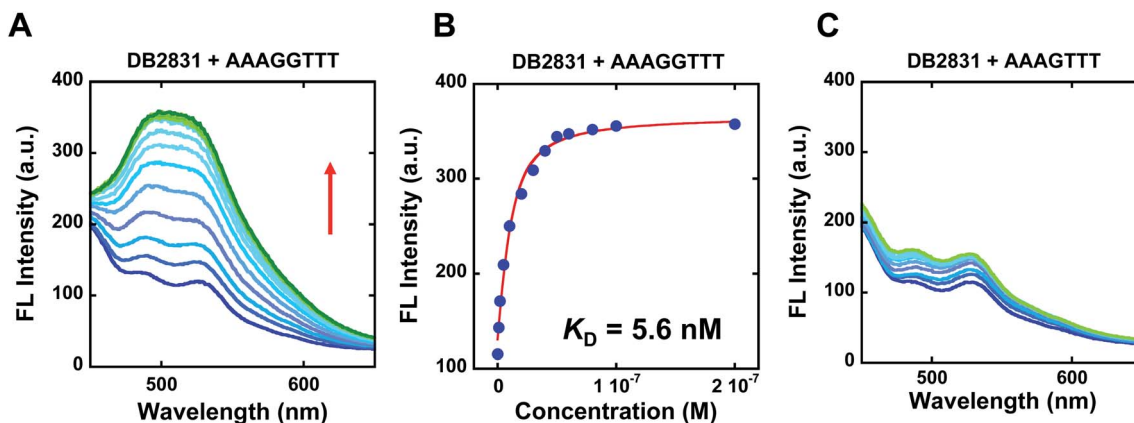 A
DB2831 + AAAGGTTT
400
300
200
100
0
500
600
FL Intensity (a.u.)
Wavelength (nm)
B
DB2831 + AAAGGTTT
400
300
200
100
0
1 10⁻⁷
2 10⁻⁷
K_D = 5.6 nM
FL Intensity (a.u.)
Concentration (M)
C
DB2831 + AAAGTTT
400
300
200
100
0
500
600
FL Intensity (a.u.)
Wavelength (nm)